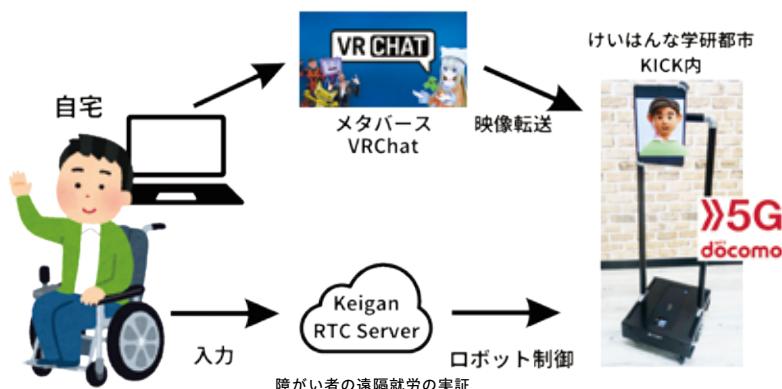 けいはんな学研都市
KICK内
自宅
VR CHAT
メタバース
VRChat
映像転送
5G
docomo
Keigan
RTC Server
入力
ロボット制御
障がい者の遠隔就労の実証